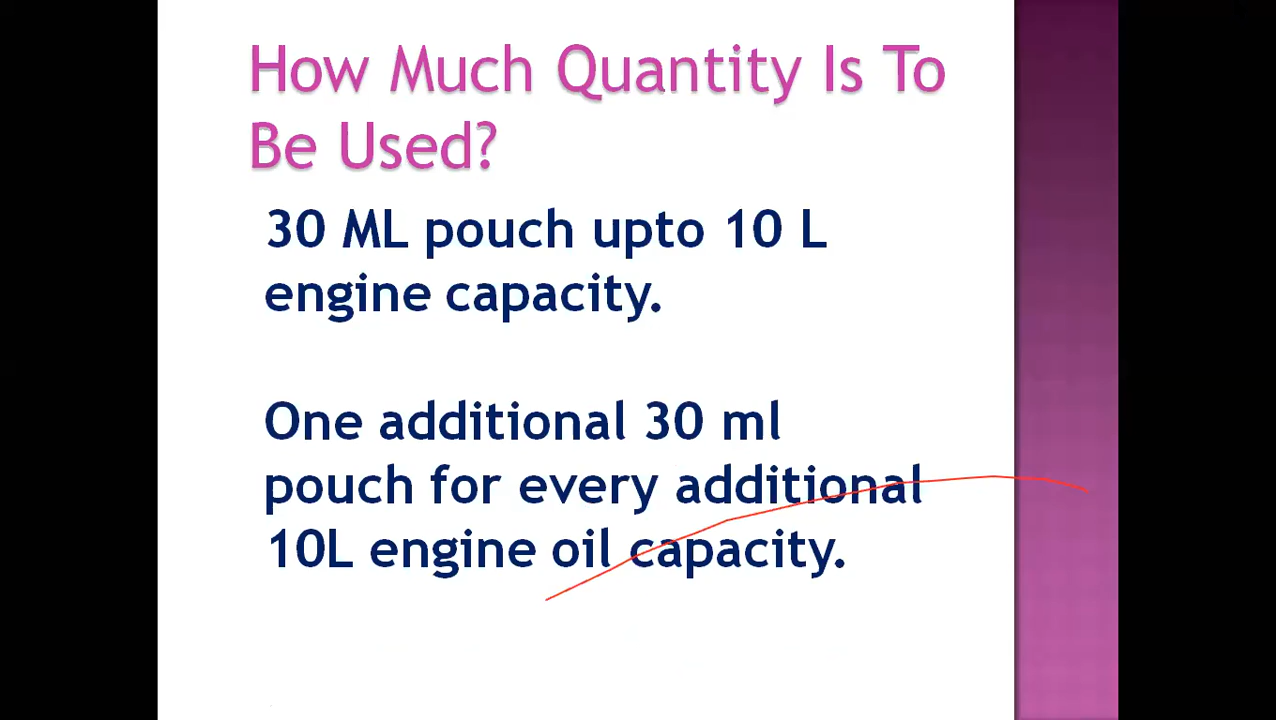 How Much Quantity Is To
Be Used?
30 ML pouch upto 10 L
engine capacity.
One additional 30 ml
pouch for every additional
10L engine oil capacity.